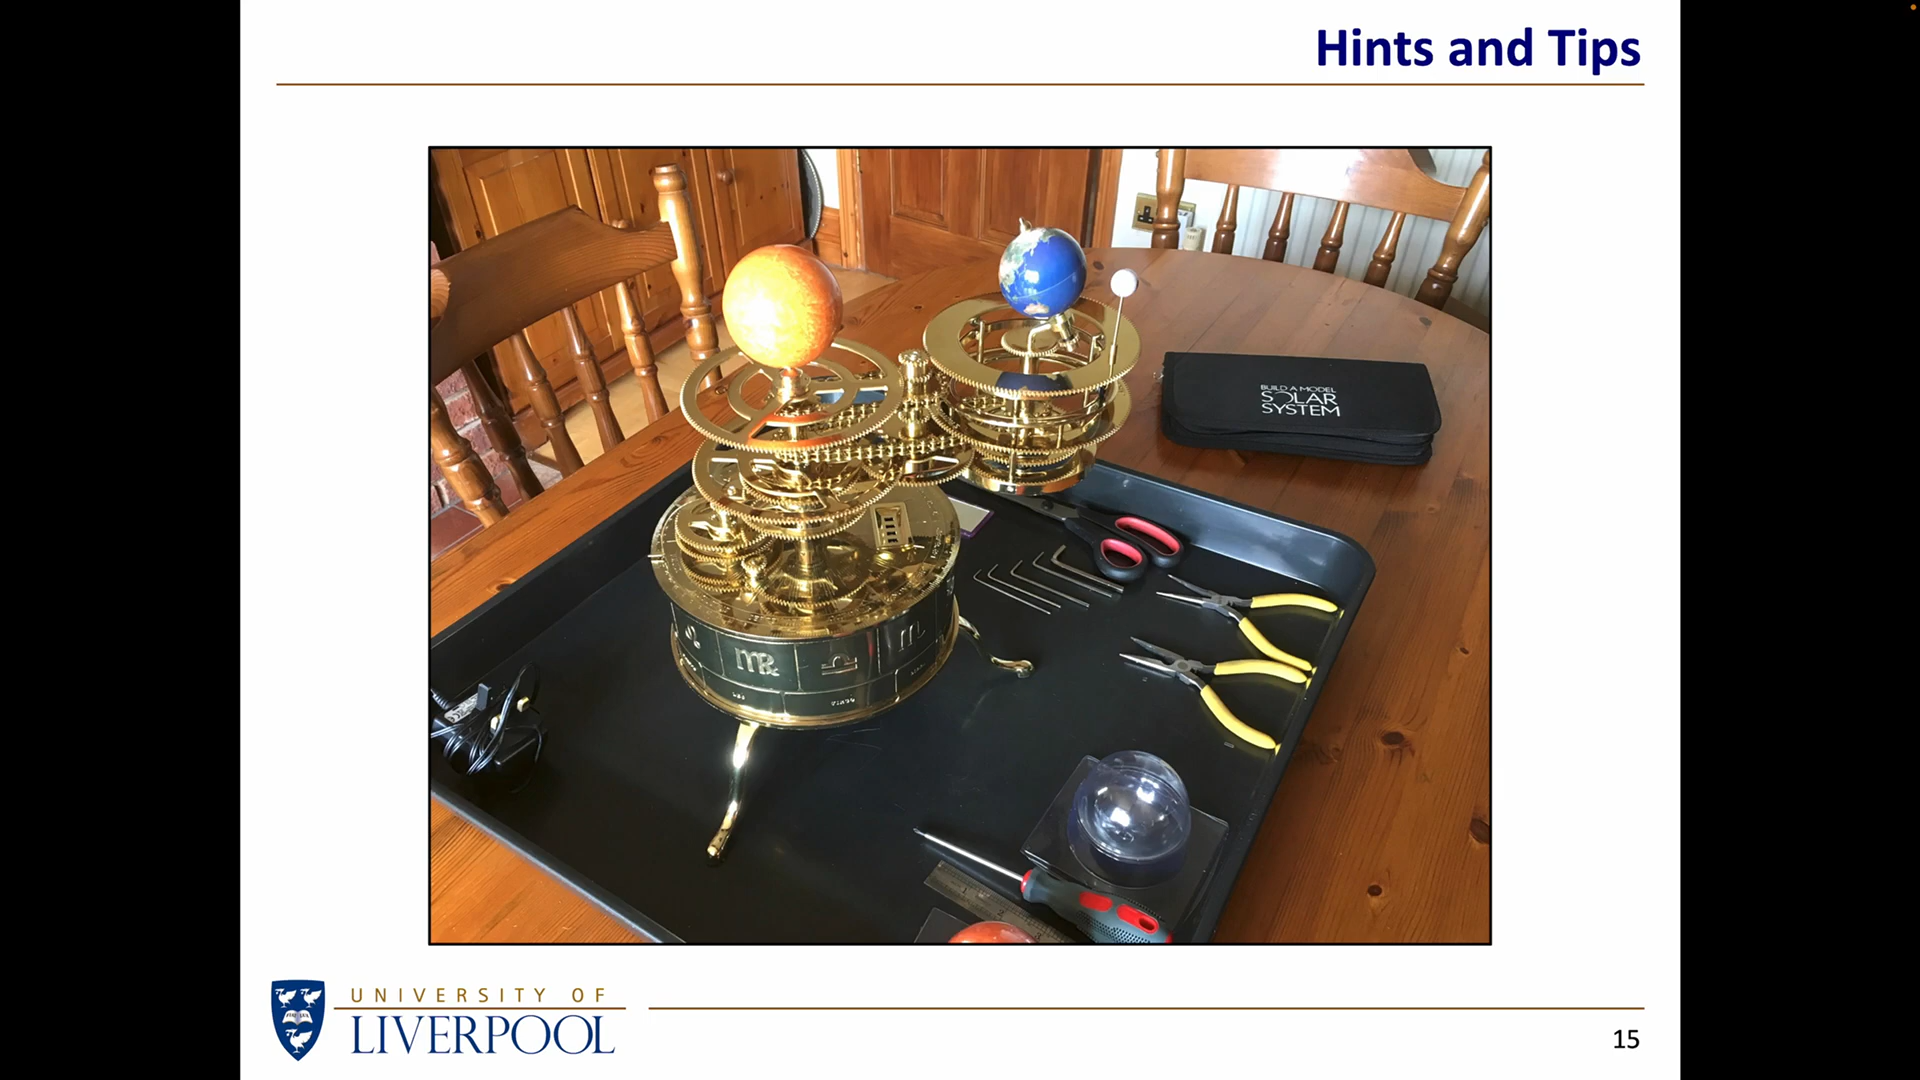 Hints and Tips
BUILD A MODEL
SOLAR
SYSTEM
UNIVERSITY OF
LIVERPOOL
15